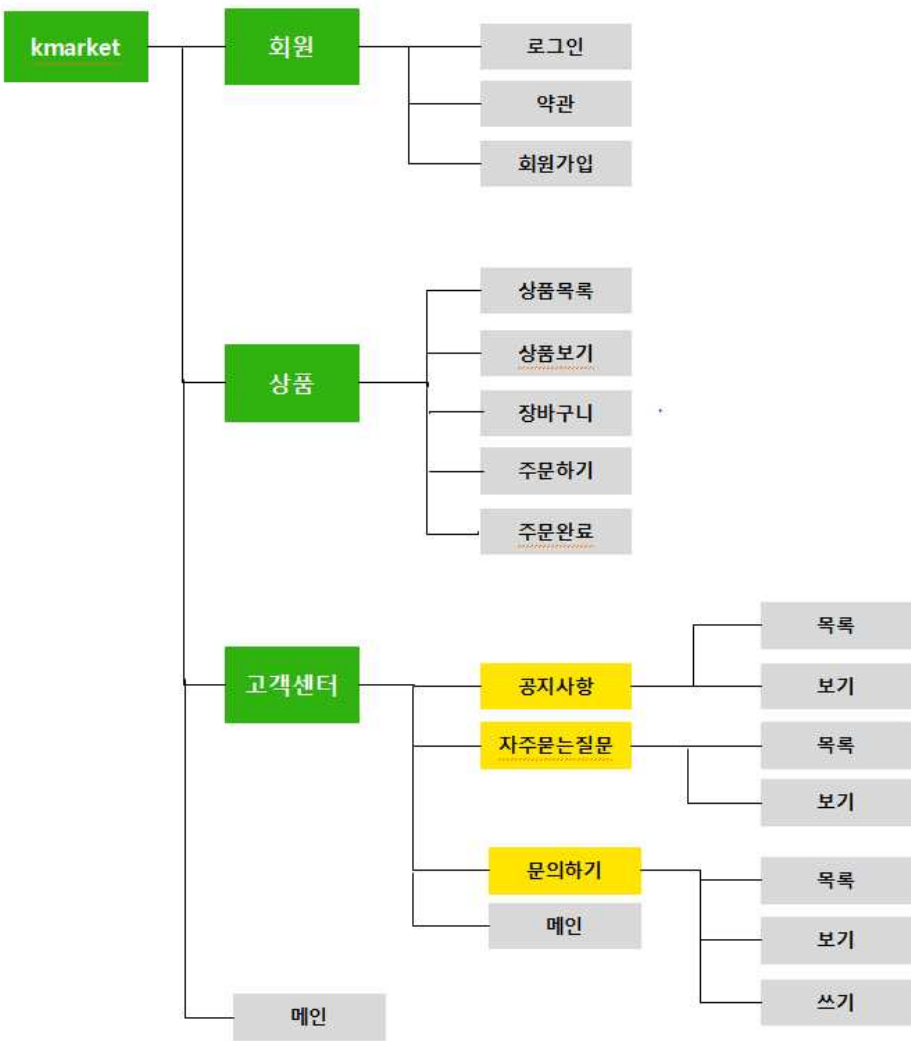 kmarket
회원
로그인
약관
회원가입
상품
상품목록
상품보기
장바구니
주문하기
주문완료
고객센터
공지사항
목록
보기
자주묻는질문
목록
보기
문의하기
목록
보기
쓰기
메인
메인